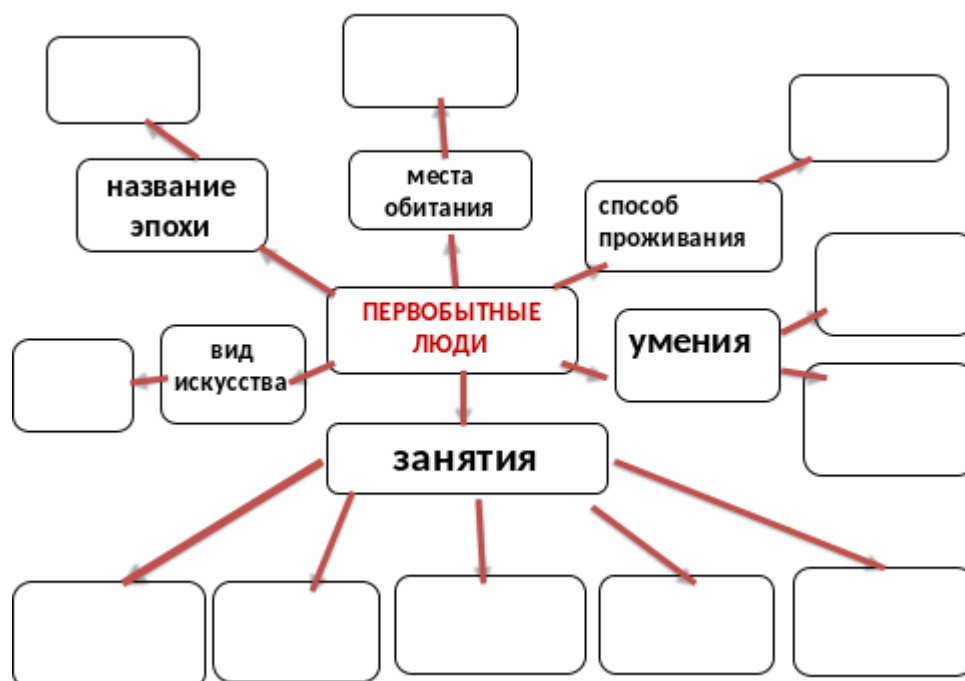 название
эпохи
места
обитания
способ
проживания
ПЕРВОБЫТНЫЕ
ЛЮДИ
вид
искусства
умения
занятия